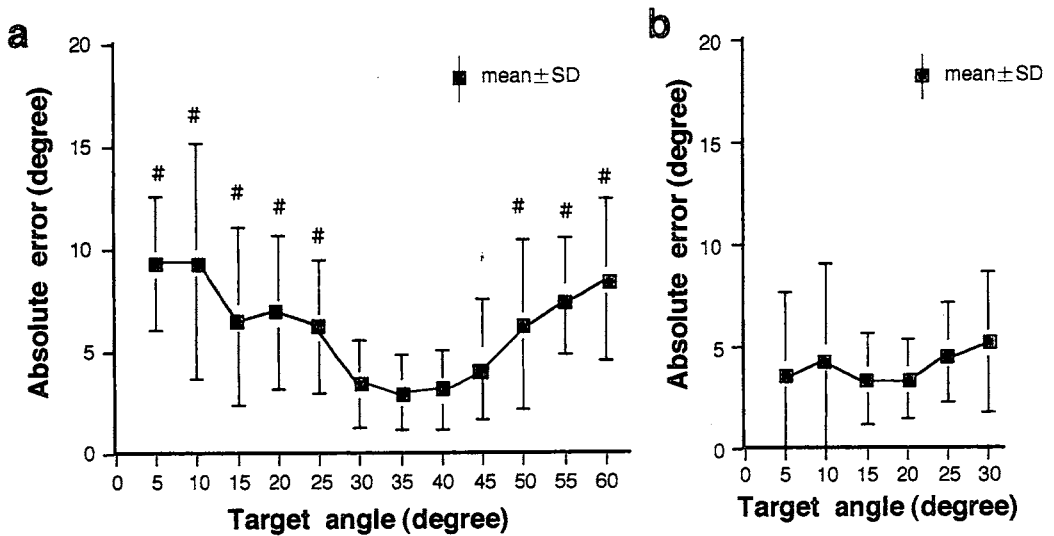 a
Absolute error (degree)
20
15
10
5
0
mean±SD
# # # # # # # #
0 5 10 15 20 25 30 35 40 45 50 55 60
Target angle (degree)
b
Absolute error (degree)
20
15
10
5
0
mean±SD
0 5 10 15 20 25 30
Target angle (degree)